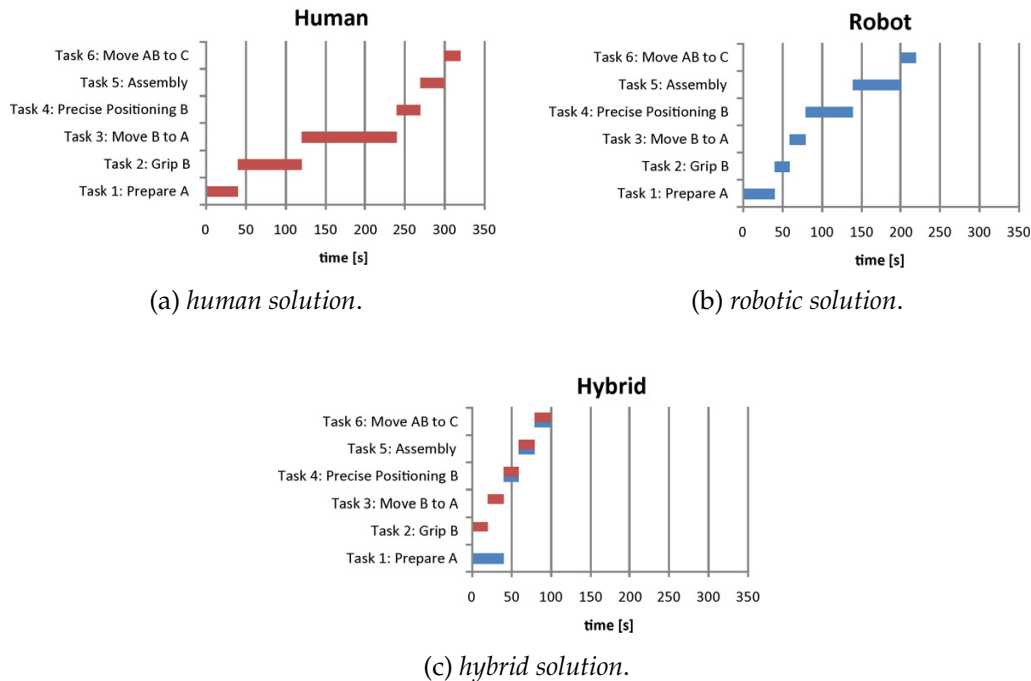 Human
Task 6: Move AB to C
Task 5: Assembly
Task 4: Precise Positioning B
Task 3: Move B to A
Task 2: Grip B
Task 1: Prepare A
0 50 100 150 200 250 300 350
time [s]
(a) human solution.
Robot
Task 6: Move AB to C
Task 5: Assembly
Task 4: Precise Positioning B
Task 3: Move B to A
Task 2: Grip B
Task 1: Prepare A
0 50 100 150 200 250 300 350
time [s]
(b) robotic solution.
Hybrid
Task 6: Move AB to C
Task 5: Assembly
Task 4: Precise Positioning B
Task 3: Move B to A
Task 2: Grip B
Task 1: Prepare A
0 50 100 150 200 250 300 350
time [s]
(c) hybrid solution.